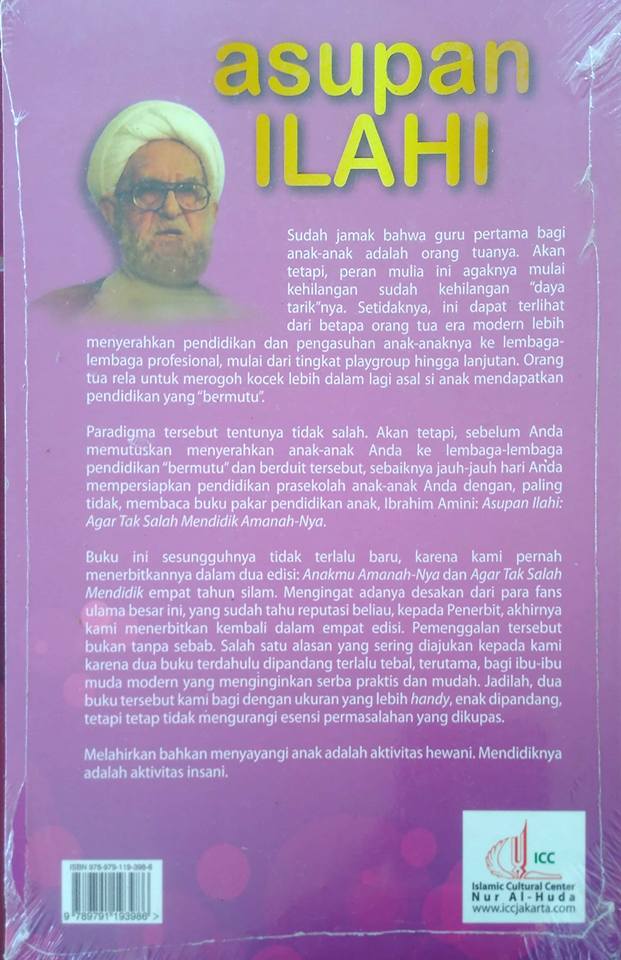 asupan
ILAHI
Sudah jamak bahwa guru pertama bagi
anak-anak adalah orang tuanya. Akan
tetapi, peran mulia ini agaknya mulai
kehilangan sudah kehilangan "daya
tarik"nya. Setidaknya, ini dapat terlihat
dari betapa orang tua era modern lebih
menyerahkan pendidikan dan pengasuhan anak-anaknya ke lembaga-
lembaga profesional, mulai dari tingkat playgroup hingga lanjutan. Orang
tua rela untuk merogoh kocek lebih dalam lagi asal si anak mendapatkan
pendidikan yang "bermutu".
Paradigma tersebut tentunya tidak salah. Akan tetapi, sebelum Anda
memutuskan menyerahkan anak-anak Anda ke lembaga-lembaga
pendidikan "bermutu" dan berduit tersebut, sebaiknya jauh-jauh hari Anda
mempersiapkan pendidikan prasekolah anak-anak Anda dengan, paling
tidak, membaca buku pakar pendidikan anak, Ibrahim Amini: Asupan Ilahi:
Agar Tak Salah Mendidik Amanah-Nya.
Buku ini sesungguhnya tidak terlalu baru, karena kami pernah
menerbitkannya dalam dua edisi: Anakmu Amanah-Nya dan Agar Tak Salah
Mendidik empat tahun silam. Mengingat adanya desakan dari para fans
ulama besar ini, yang sudah tahu reputasi beliau, kepada Penerbit, akhirnya
kami menerbitkan kembali dalam empat edisi. Pemenggalan tersebut
bukan tanpa sebab. Salah satu alasan yang sering diajukan kepada kami
karena dua buku terdahulu dipandang terlalu tebal, terutama, bagi ibu-ibu
muda modern yang menginginkan serba praktis dan mudah. Jadilah, dua
buku tersebut kami bagi dengan ukuran yang lebih handy, enak dipandang,
tetapi tetap tidak mengurangi esensi permasalahan yang dikupas.
Melahirkan bahkan menyayangi anak adalah aktivitas hewani. Mendidiknya
adalah aktivitas insani.
ISBN 978-979-119-398-6
9 789791 193986 >
ICC
Islamic Cultural Center
Nur Al-Huda
www.iccjakarta.com